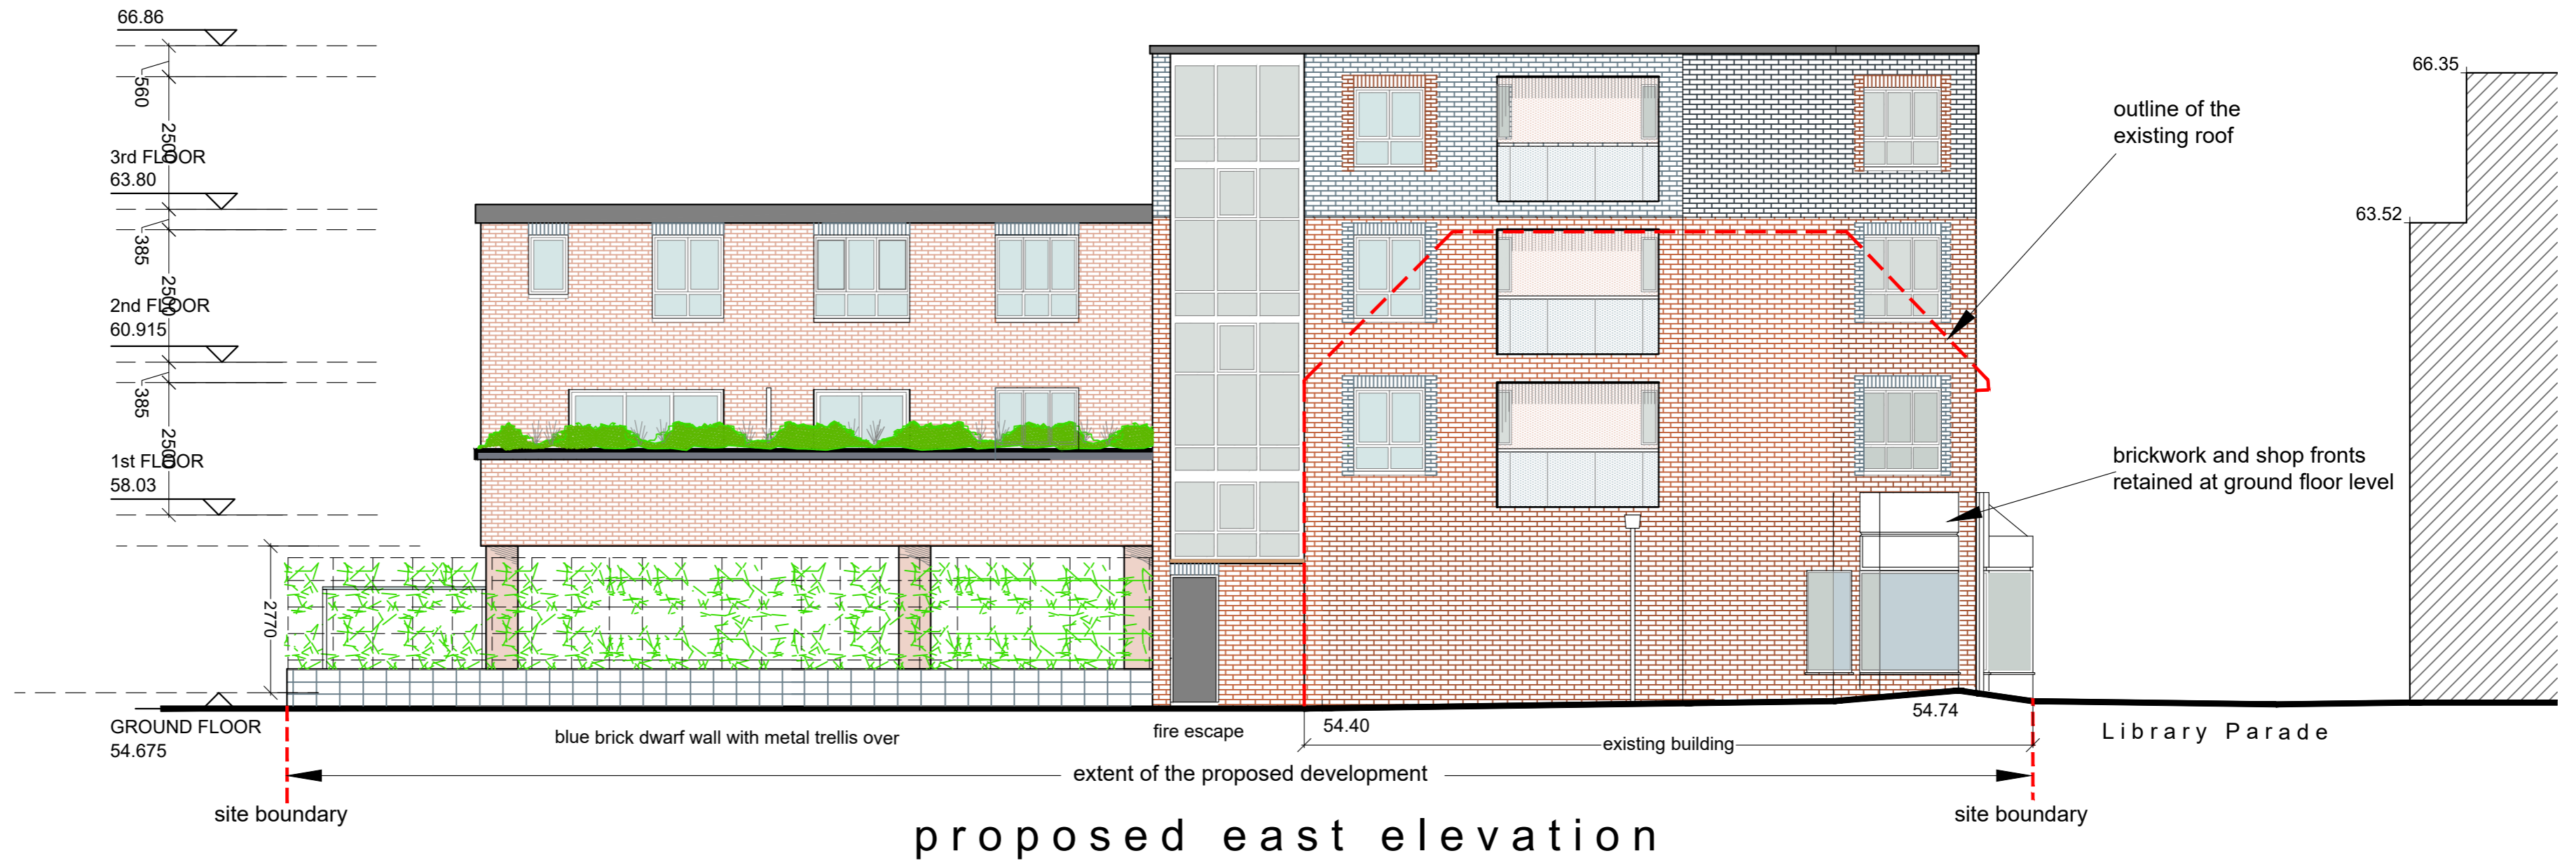 66.86
560
2500
3rd FLOOR
63.80
385
2500
2nd FLOOR
60.915
385
2500
1st FLOOR
58.03
2770
GROUND FLOOR
54.675
66.35
63.52
outline of the
existing roof
brickwork and shop fronts
retained at ground floor level
blue brick dwarf wall with metal trellis over
fire escape
54.40
54.74
existing building
Library Parade
extent of the proposed development
site boundary
site boundary
proposed east elevation